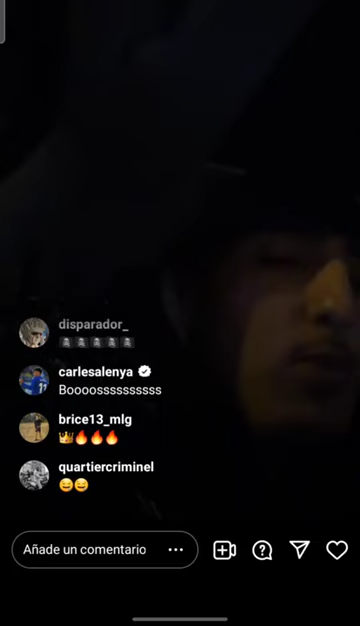 disparador_
☠️☠️☠️☠️☠️
carlesalenya
Boooossssssssss
brice13_mlg
👑🔥🔥🔥
quartiercriminel
😆😆
Añade un comentario